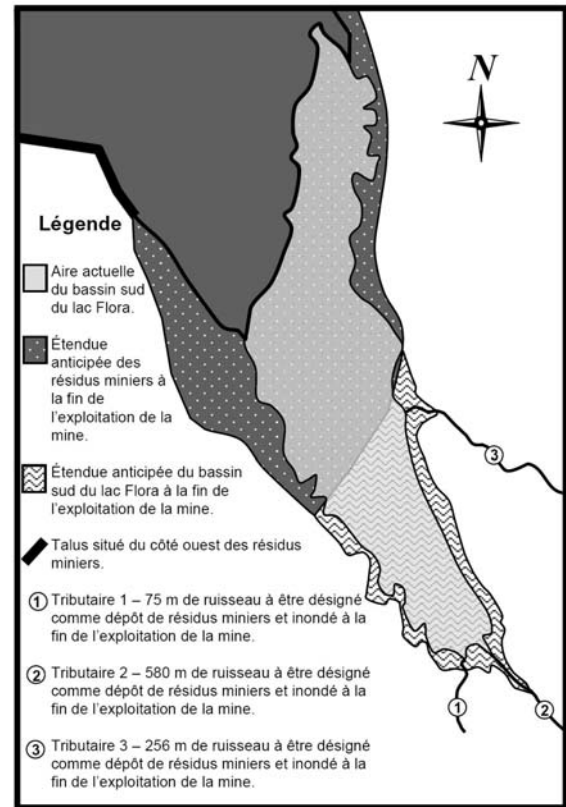 N
Légende
Aire actuelle
du bassin sud
du lac Flora.
Étendue
anticipée des
résidus miniers à
la fin de
l'exploitation de la
mine.
Étendue anticipée du bassin
sud du lac Flora à la fin de
l'exploitation de la mine.
Talus situé du côté ouest des résidus
miniers.
1 Tributaire 1 – 75 m de ruisseau à être désigné
comme dépôt de résidus miniers et inondé à la
fin de l'exploitation de la mine.
2 Tributaire 2 – 580 m de ruisseau à être désigné
comme dépôt de résidus miniers et inondé à la
fin de l'exploitation de la mine.
3 Tributaire 3 – 256 m de ruisseau à être désigné
comme dépôt de résidus miniers et inondé à la
fin de l'exploitation de la mine.
3
1
2